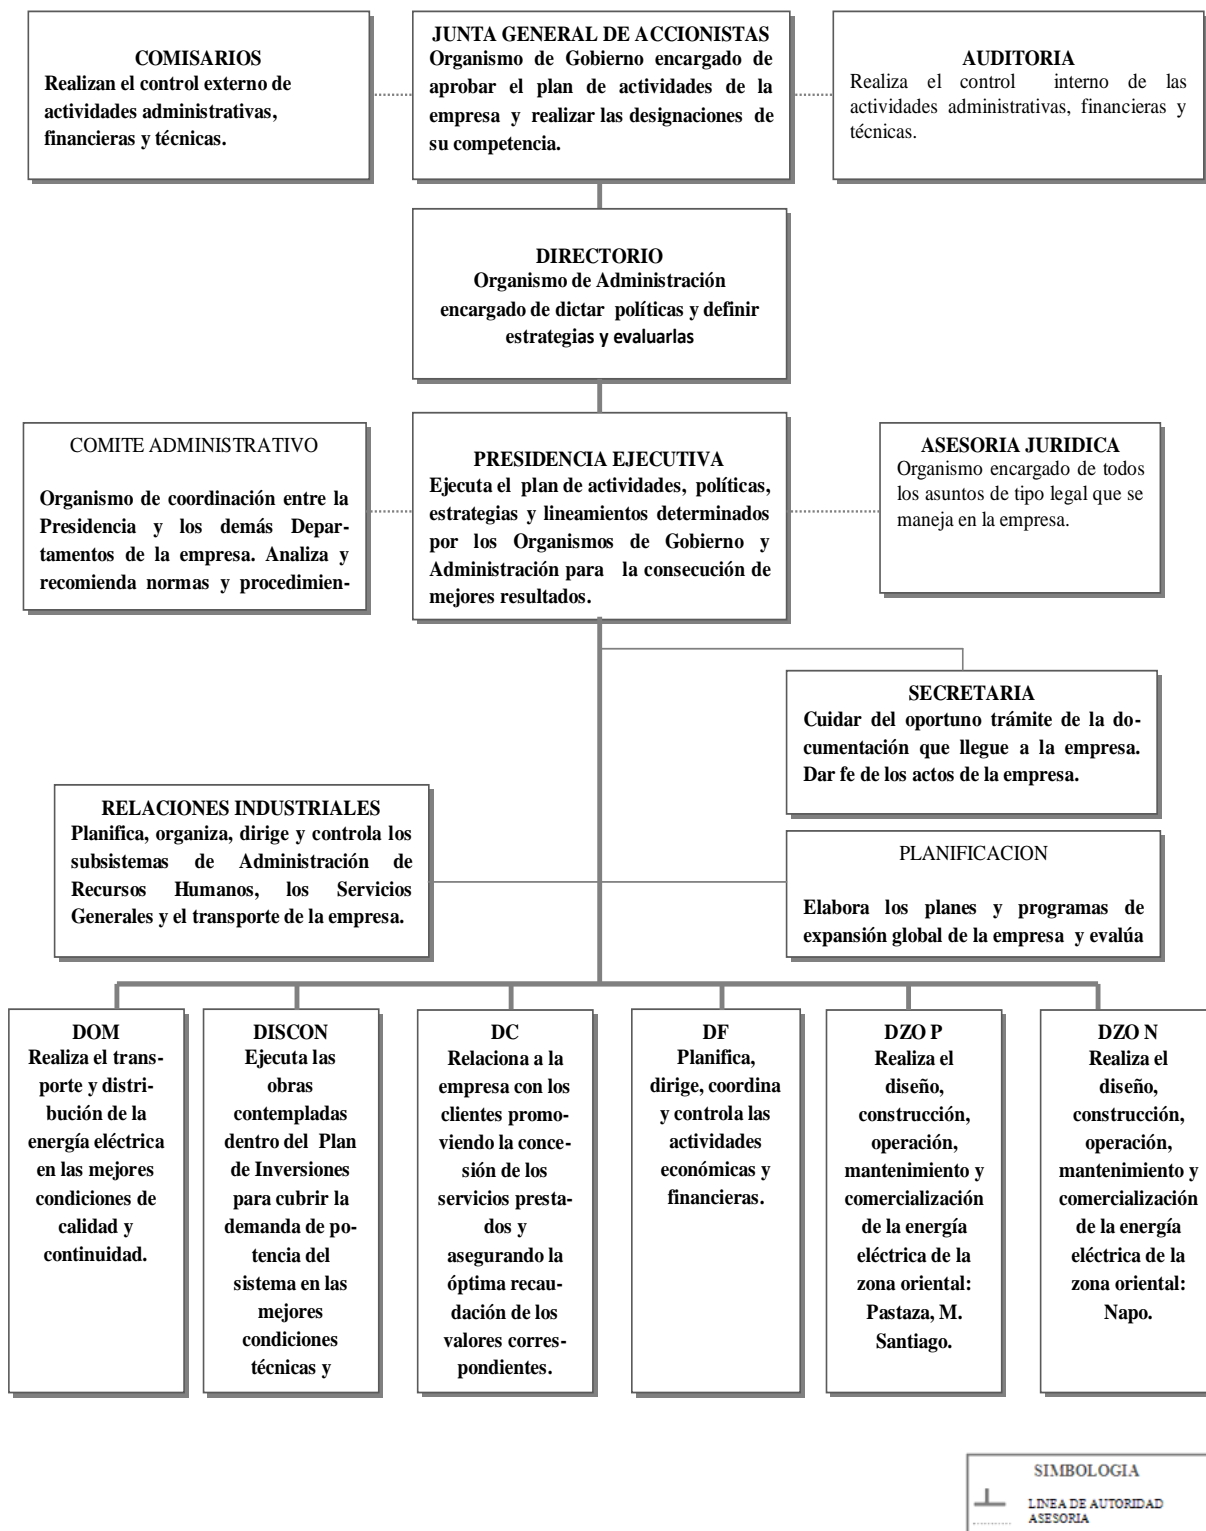 COMISARIOS
Realizan el control externo de
actividades administrativas,
financieras y técnicas.
JUNTA GENERAL DE ACCIONISTAS
Organismo de Gobierno encargado de
aprobar el plan de actividades de la
empresa y realizar las designaciones de
su competencia.
AUDITORIA
Realiza el control interno de las
actividades administrativas, financieras y
técnicas.
DIRECTORIO
Organismo de Administración
encargado de dictar políticas y definir
estrategias y evaluarlas
COMITE ADMINISTRATIVO
Organismo de coordinación entre la
Presidencia y los demás Depar-
tamentos de la empresa. Analiza y
recomienda normas y procedimien-
PRESIDENCIA EJECUTIVA
Ejecuta el plan de actividades, políticas,
estrategias y lineamientos determinados
por los Organismos de Gobierno y
Administración para la consecución de
mejores resultados.
ASESORIA JURIDICA
Organismo encargado de todos
los asuntos de tipo legal que se
maneja en la empresa.
SECRETARIA
Cuidar del oportuno trámite de la do-
cumentación que llegue a la empresa.
Dar fe de los actos de la empresa.
RELACIONES INDUSTRIALES
Planifica, organiza, dirige y controla los
subsistemas de Administración de
Recursos Humanos, los Servicios
Generales y el transporte de la empresa.
PLANIFICACION
Elabora los planes y programas de
expansión global de la empresa y evalúa
DOM
Realiza el trans-
porte y distri-
bución de la
energía eléctrica
en las mejores
condiciones de
calidad y
continuidad.
DISCON
Ejecuta las
obras
contempladas
dentro del Plan
de Inversiones
para cubrir la
demanda de po-
tencia del
sistema en las
mejores
condiciones
técnicas y
DC
Relaciona a la
empresa con los
clientes promo-
viendo la conce-
sión de los
servicios presta-
dos y
asegurando la
óptima recau-
dación de los
valores corres-
pondientes.
DF
Planifica,
dirige, coordina
y controla las
actividades
económicas y
financieras.
DZO P
Realiza el
diseño,
construcción,
operación,
mantenimiento y
comercialización
de la energía
eléctrica de la
zona oriental:
Pastaza, M.
Santiago.
DZO N
Realiza el
diseño,
construcción,
operación,
mantenimiento y
comercialización
de la energía
eléctrica de la
zona oriental:
Napo.
SIMBOLOGIA
LINEA DE AUTORIDAD
ASESORIA